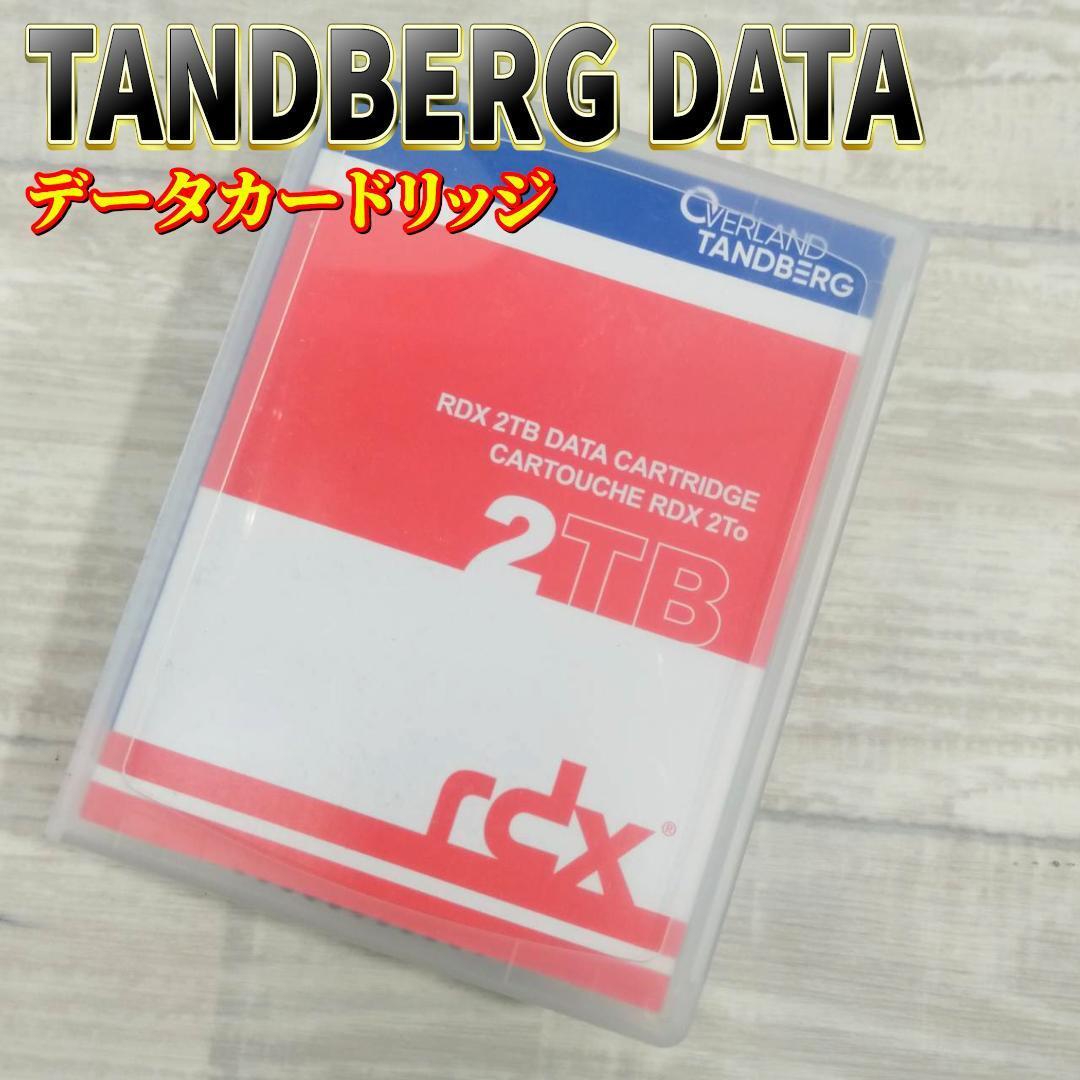 TANDBERG DATA
データカードリッジ
OVERLAND
TANDBERG
RDX 2TB DATA CARTRIDGE
CARTOUCHE RDX 2To
2TB
rdx®